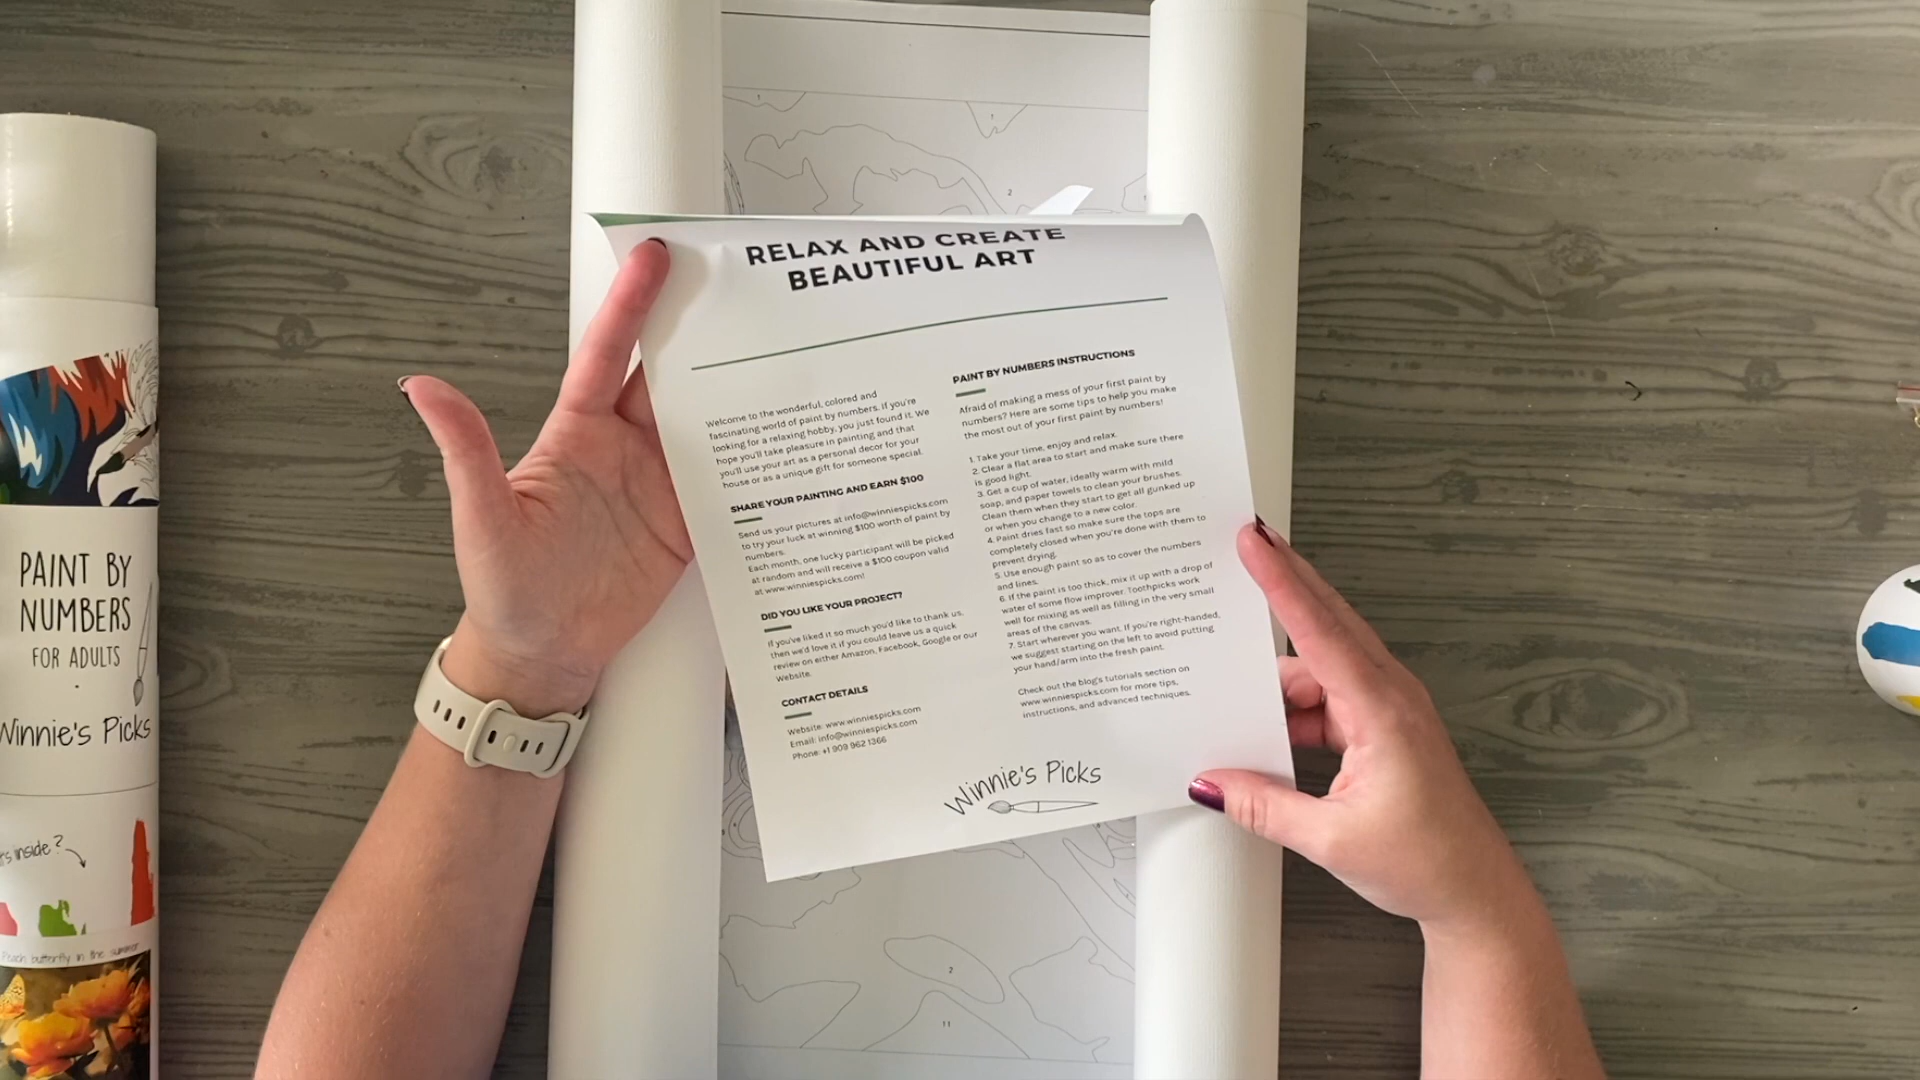 RELAX AND CREATE
BEAUTIFUL ART
Welcome to the wonderful, colored and
fascinating world of paint by numbers. If you're
looking for a relaxing hobby, you just found it. We
hope you'll take pleasure in painting and that
you'll use your art as a personal decor for your
house or as a unique gift for someone special.
SHARE YOUR PAINTING AND EARN $100
Send us your pictures at info@winniespicks.com
to try your luck at winning $100 worth of paint by
numbers.
Each month, one lucky participant will be picked
at random and will receive a $100 coupon valid
at www.winniespicks.com!
DID YOU LIKE YOUR PROJECT?
If you've liked it so much you'd like to thank us,
then we'd love it if you could leave us a quick
review on either Amazon, Facebook, Google or our
Website.
CONTACT DETAILS
Website: www.winniespicks.com
Email: info@winniespicks.com
Phone: +1 909 962 1366
PAINT BY NUMBERS INSTRUCTIONS
Afraid of making a mess of your first paint by
numbers? Here are some tips to help you make
the most out of your first paint by numbers!
1. Take your time, enjoy and relax.
2. Clear a flat area to start and make sure there
is good light.
3. Get a cup of water, ideally warm with mild
soap, and paper towels to clean your brushes.
Clean them when they start to get all gunked up
or when you change to a new color.
4. Paint dries fast so make sure the tops are
completely closed when you're done with them to
prevent drying.
5. Use enough paint so as to cover the numbers
and lines.
6. If the paint is too thick, mix it up with a drop of
water of some flow improver. Toothpicks work
well for mixing as well as filling in the very small
areas of the canvas.
7. Start wherever you want. If you're right-handed,
we suggest starting on the left to avoid putting
your hand/arm into the fresh paint.
Check out the blog's tutorials section on
www.winniespicks.com for more tips,
instructions, and advanced techniques.
Winnie's Picks
PAINT BY
NUMBERS
FOR ADULTS
Winnie's Picks
inside?
Peach butterfly in the summer
1
1
2
2
11